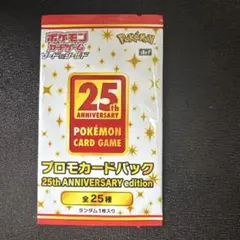 ポケモン
カードゲーム
ソード&シールド
Pokémon
25th
ANNIVERSARY
POKÉMON
CARD GAME
プロモカードパック
25th ANNIVERSARY edition
全25種
ランダム1枚入り